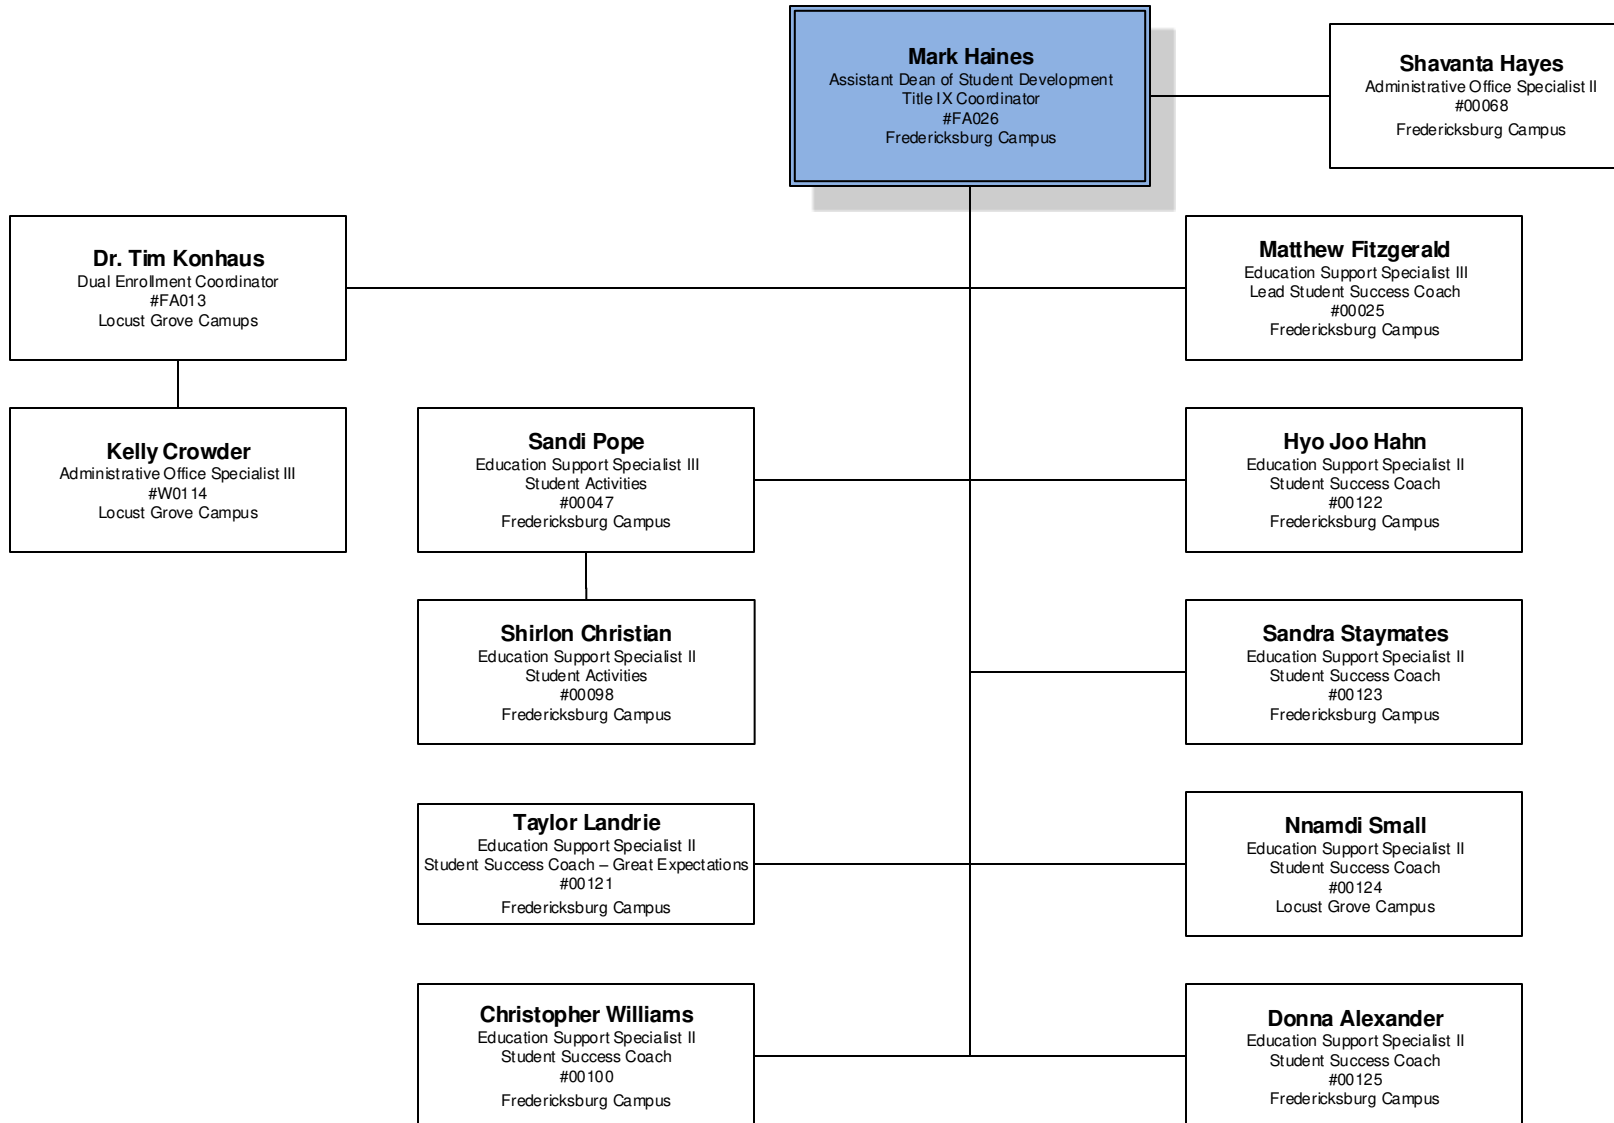 Mark Haines
Assistant Dean of Student Development
Title IX Coordinator
#FA026
Fredericksburg Campus
Shavanta Hayes
Administrative Office Specialist II
#00068
Fredericksburg Campus
Dr. Tim Konhaus
Dual Enrollment Coordinator
#FA013
Locust Grove Camups
Matthew Fitzgerald
Education Support Specialist III
Lead Student Success Coach
#00025
Fredericksburg Campus
Kelly Crowder
Administrative Office Specialist III
#W0114
Locust Grove Campus
Sandi Pope
Education Support Specialist III
Student Activities
#00047
Fredericksburg Campus
Hyo Joo Hahn
Education Support Specialist II
Student Success Coach
#00122
Fredericksburg Campus
Shirlon Christian
Education Support Specialist II
Student Activities
#00098
Fredericksburg Campus
Sandra Staymates
Education Support Specialist II
Student Success Coach
#00123
Fredericksburg Campus
Taylor Landrie
Education Support Specialist II
Student Success Coach – Great Expectations
#00121
Fredericksburg Campus
Nnamdi Small
Education Support Specialist II
Student Success Coach
#00124
Locust Grove Campus
Christopher Williams
Education Support Specialist II
Student Success Coach
#00100
Fredericksburg Campus
Donna Alexander
Education Support Specialist II
Student Success Coach
#00125
Fredericksburg Campus